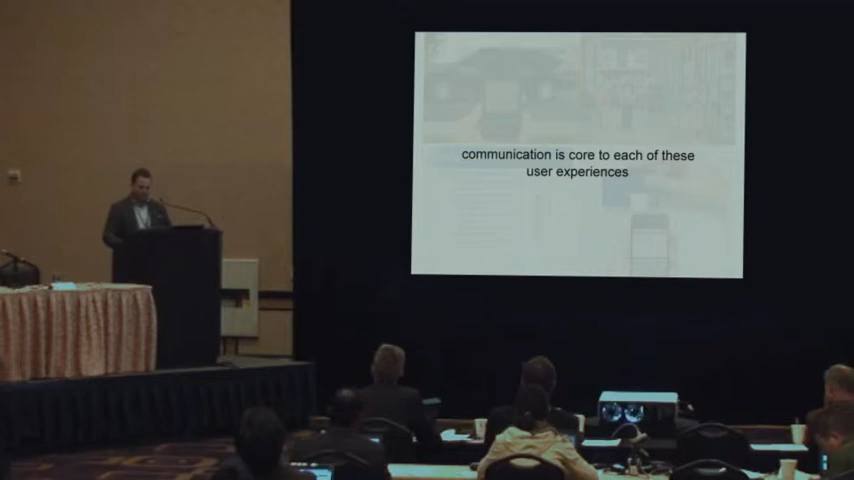 communication is core to each of these
user experiences